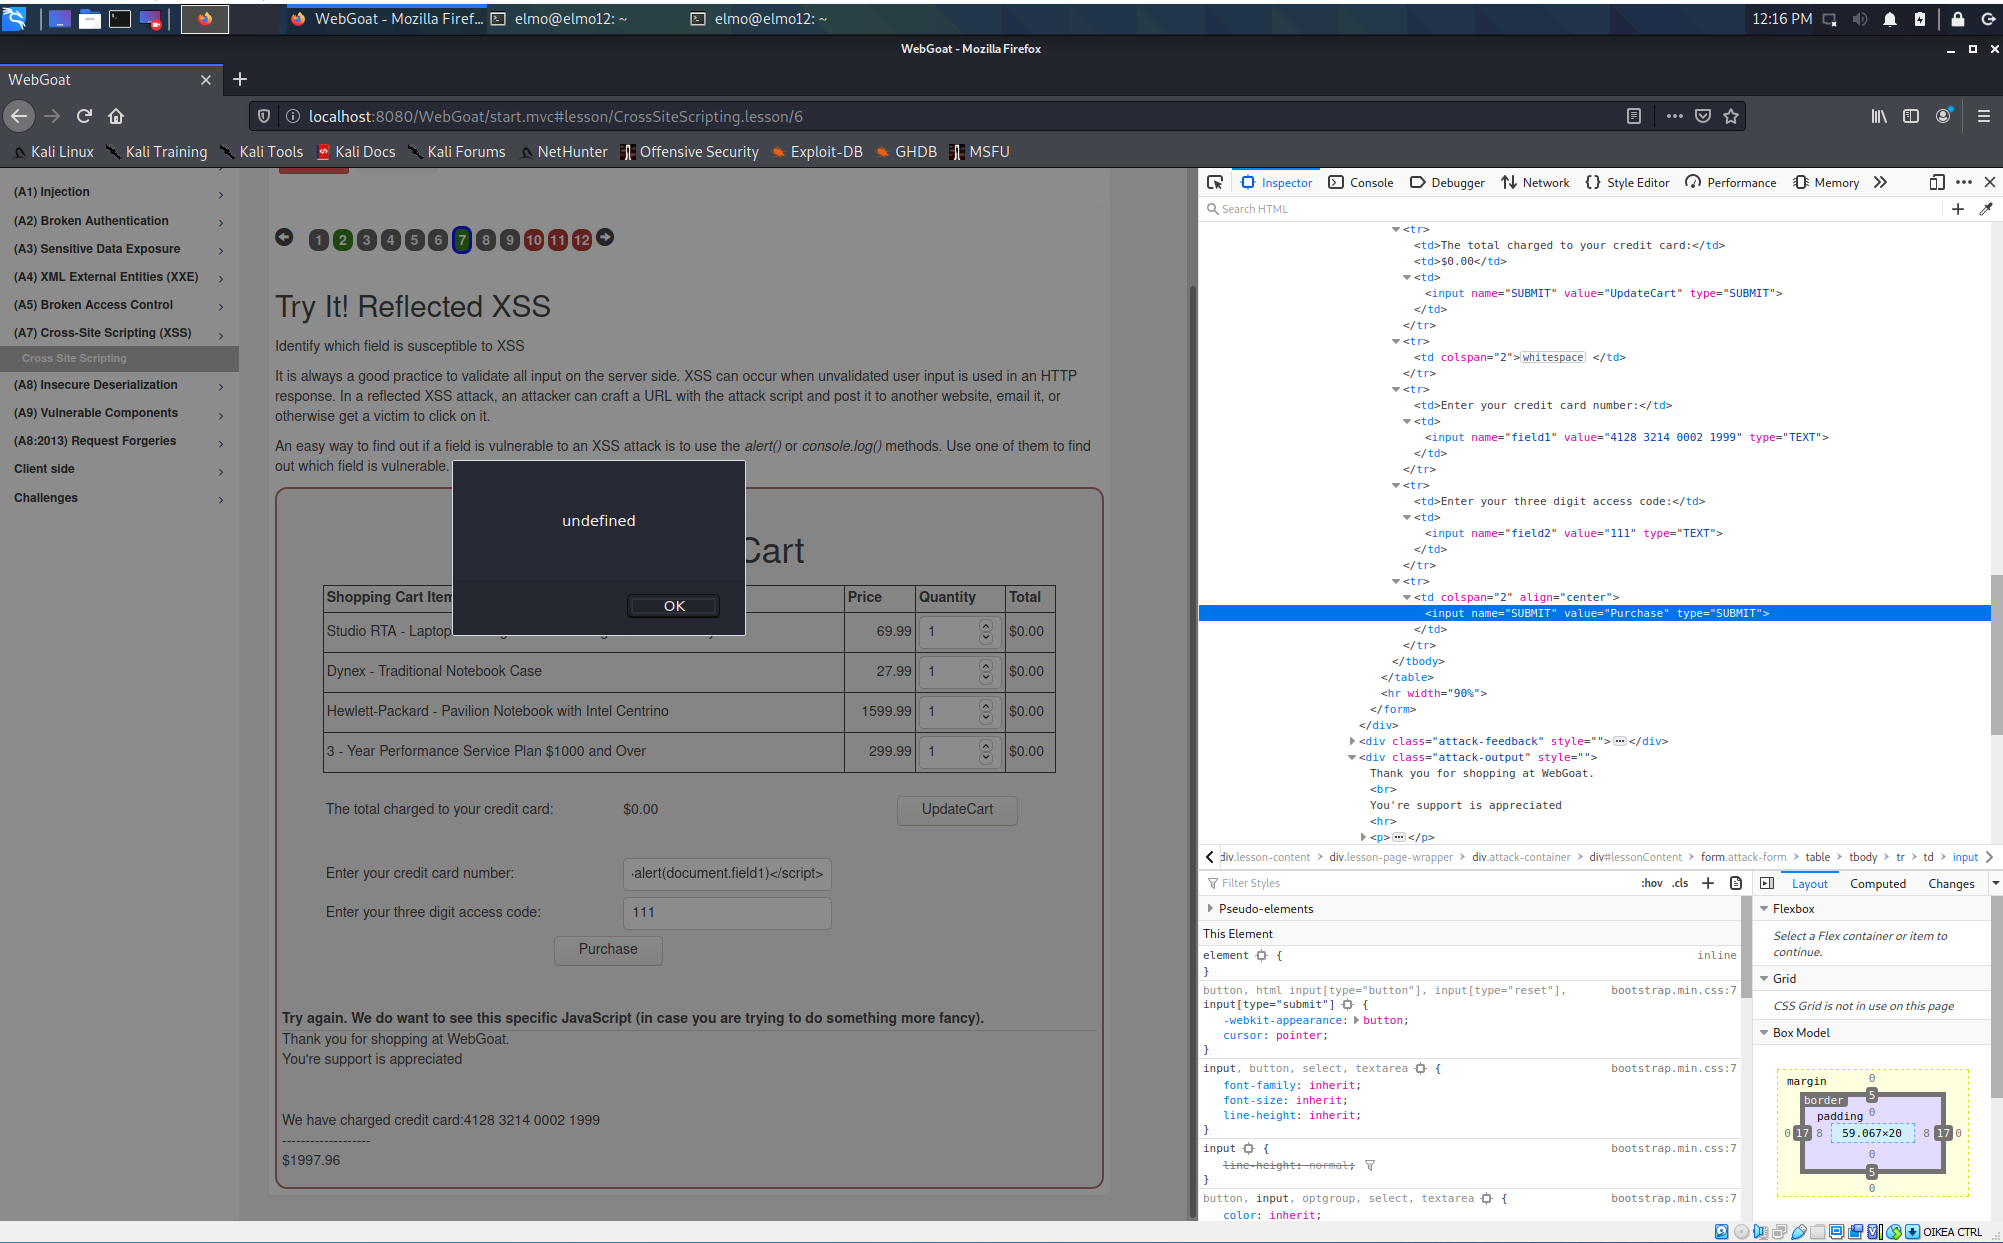 WebGoat - Mozilla Firef...
elmo@elmo12: ~
elmo@elmo12: ~
12:16 PM
WebGoat - Mozilla Firefox
WebGoat
localhost:8080/WebGoat/start.mvc#lesson/CrossSiteScripting.lesson/6
Kali Linux
Kali Training
Kali Tools
Kali Docs
Kali Forums
NetHunter
Offensive Security
Exploit-DB
GHDB
MSFU
(A1) Injection
(A2) Broken Authentication
(A3) Sensitive Data Exposure
(A4) XML External Entities (XXE)
(A5) Broken Access Control
(A7) Cross-Site Scripting (XSS)
Cross Site Scripting
(A8) Insecure Deserialization
(A9) Vulnerable Components
(A8:2013) Request Forgeries
Client side
Challenges
1 2 3 4 5 6 7 8 9 10 11 12
Try It! Reflected XSS
Identify which field is susceptible to XSS
It is always a good practice to validate all input on the server side. XSS can occur when unvalidated user input is used in an HTTP
response. In a reflected XSS attack, an attacker can craft a URL with the attack script and post it to another website, email it, or
otherwise get a victim to click on it.
An easy way to find out if a field is vulnerable to an XSS attack is to use the alert() or console.log() methods. Use one of them to find
out which field is vulnerable.
undefined
OK
Cart
Shopping Cart Item
Price
Quantity
Total
Studio RTA - Laptop
69.99
1
$0.00
Dynex - Traditional Notebook Case
27.99
1
$0.00
Hewlett-Packard - Pavilion Notebook with Intel Centrino
1599.99
1
$0.00
3 - Year Performance Service Plan $1000 and Over
299.99
1
$0.00
The total charged to your credit card:
$0.00
UpdateCart
Enter your credit card number:
alert(document.field1)</script>
Enter your three digit access code:
111
Purchase
Try again. We do want to see this specific JavaScript (in case you are trying to do something more fancy).
Thank you for shopping at WebGoat.
You're support is appreciated
We have charged credit card:4128 3214 0002 1999
-------------------
$1997.96
Inspector
Console
Debugger
Network
Style Editor
Performance
Memory
Search HTML
<tr>
<td>The total charged to your credit card:</td>
<td>$0.00</td>
<td>
<input name="SUBMIT" value="UpdateCart" type="SUBMIT">
</td>
</tr>
<tr>
<td colspan="2">whitespace </td>
</tr>
<tr>
<td>Enter your credit card number:</td>
<td>
<input name="field1" value="4128 3214 0002 1999" type="TEXT">
</td>
</tr>
<tr>
<td>Enter your three digit access code:</td>
<td>
<input name="field2" value="111" type="TEXT">
</td>
</tr>
<tr>
<td colspan="2" align="center">
<input name="SUBMIT" value="Purchase" type="SUBMIT">
</td>
</tr>
</tbody>
</table>
<hr width="90%">
</form>
</div>
<div class="attack-feedback" style="">...</div>
<div class="attack-output" style="">
Thank you for shopping at WebGoat.
<br>
You're support is appreciated
<hr>
<p>...</p>
div.lesson-content > div.lesson-page-wrapper > div.attack-container > div#lessonContent > form.attack-form > table > tbody > tr > td > input
Filter Styles
:hov .cls
Layout
Computed
Changes
Pseudo-elements
This Element
element {
inline
}
button, html input[type="button"], input[type="reset"],
bootstrap.min.css:7
input[type="submit"] {
-webkit-appearance: button;
cursor: pointer;
}
input, button, select, textarea {
bootstrap.min.css:7
font-family: inherit;
font-size: inherit;
line-height: inherit;
}
input {
bootstrap.min.css:7
line-height: normal;
}
button, input, optgroup, select, textarea {
bootstrap.min.css:7
color: inherit;
Flexbox
Select a Flex container or item to
continue.
Grid
CSS Grid is not in use on this page
Box Model
margin
0
border
5
padding
0
0
17
8
59.067×20
8
17
0
0
5
0
OIKEA CTRL